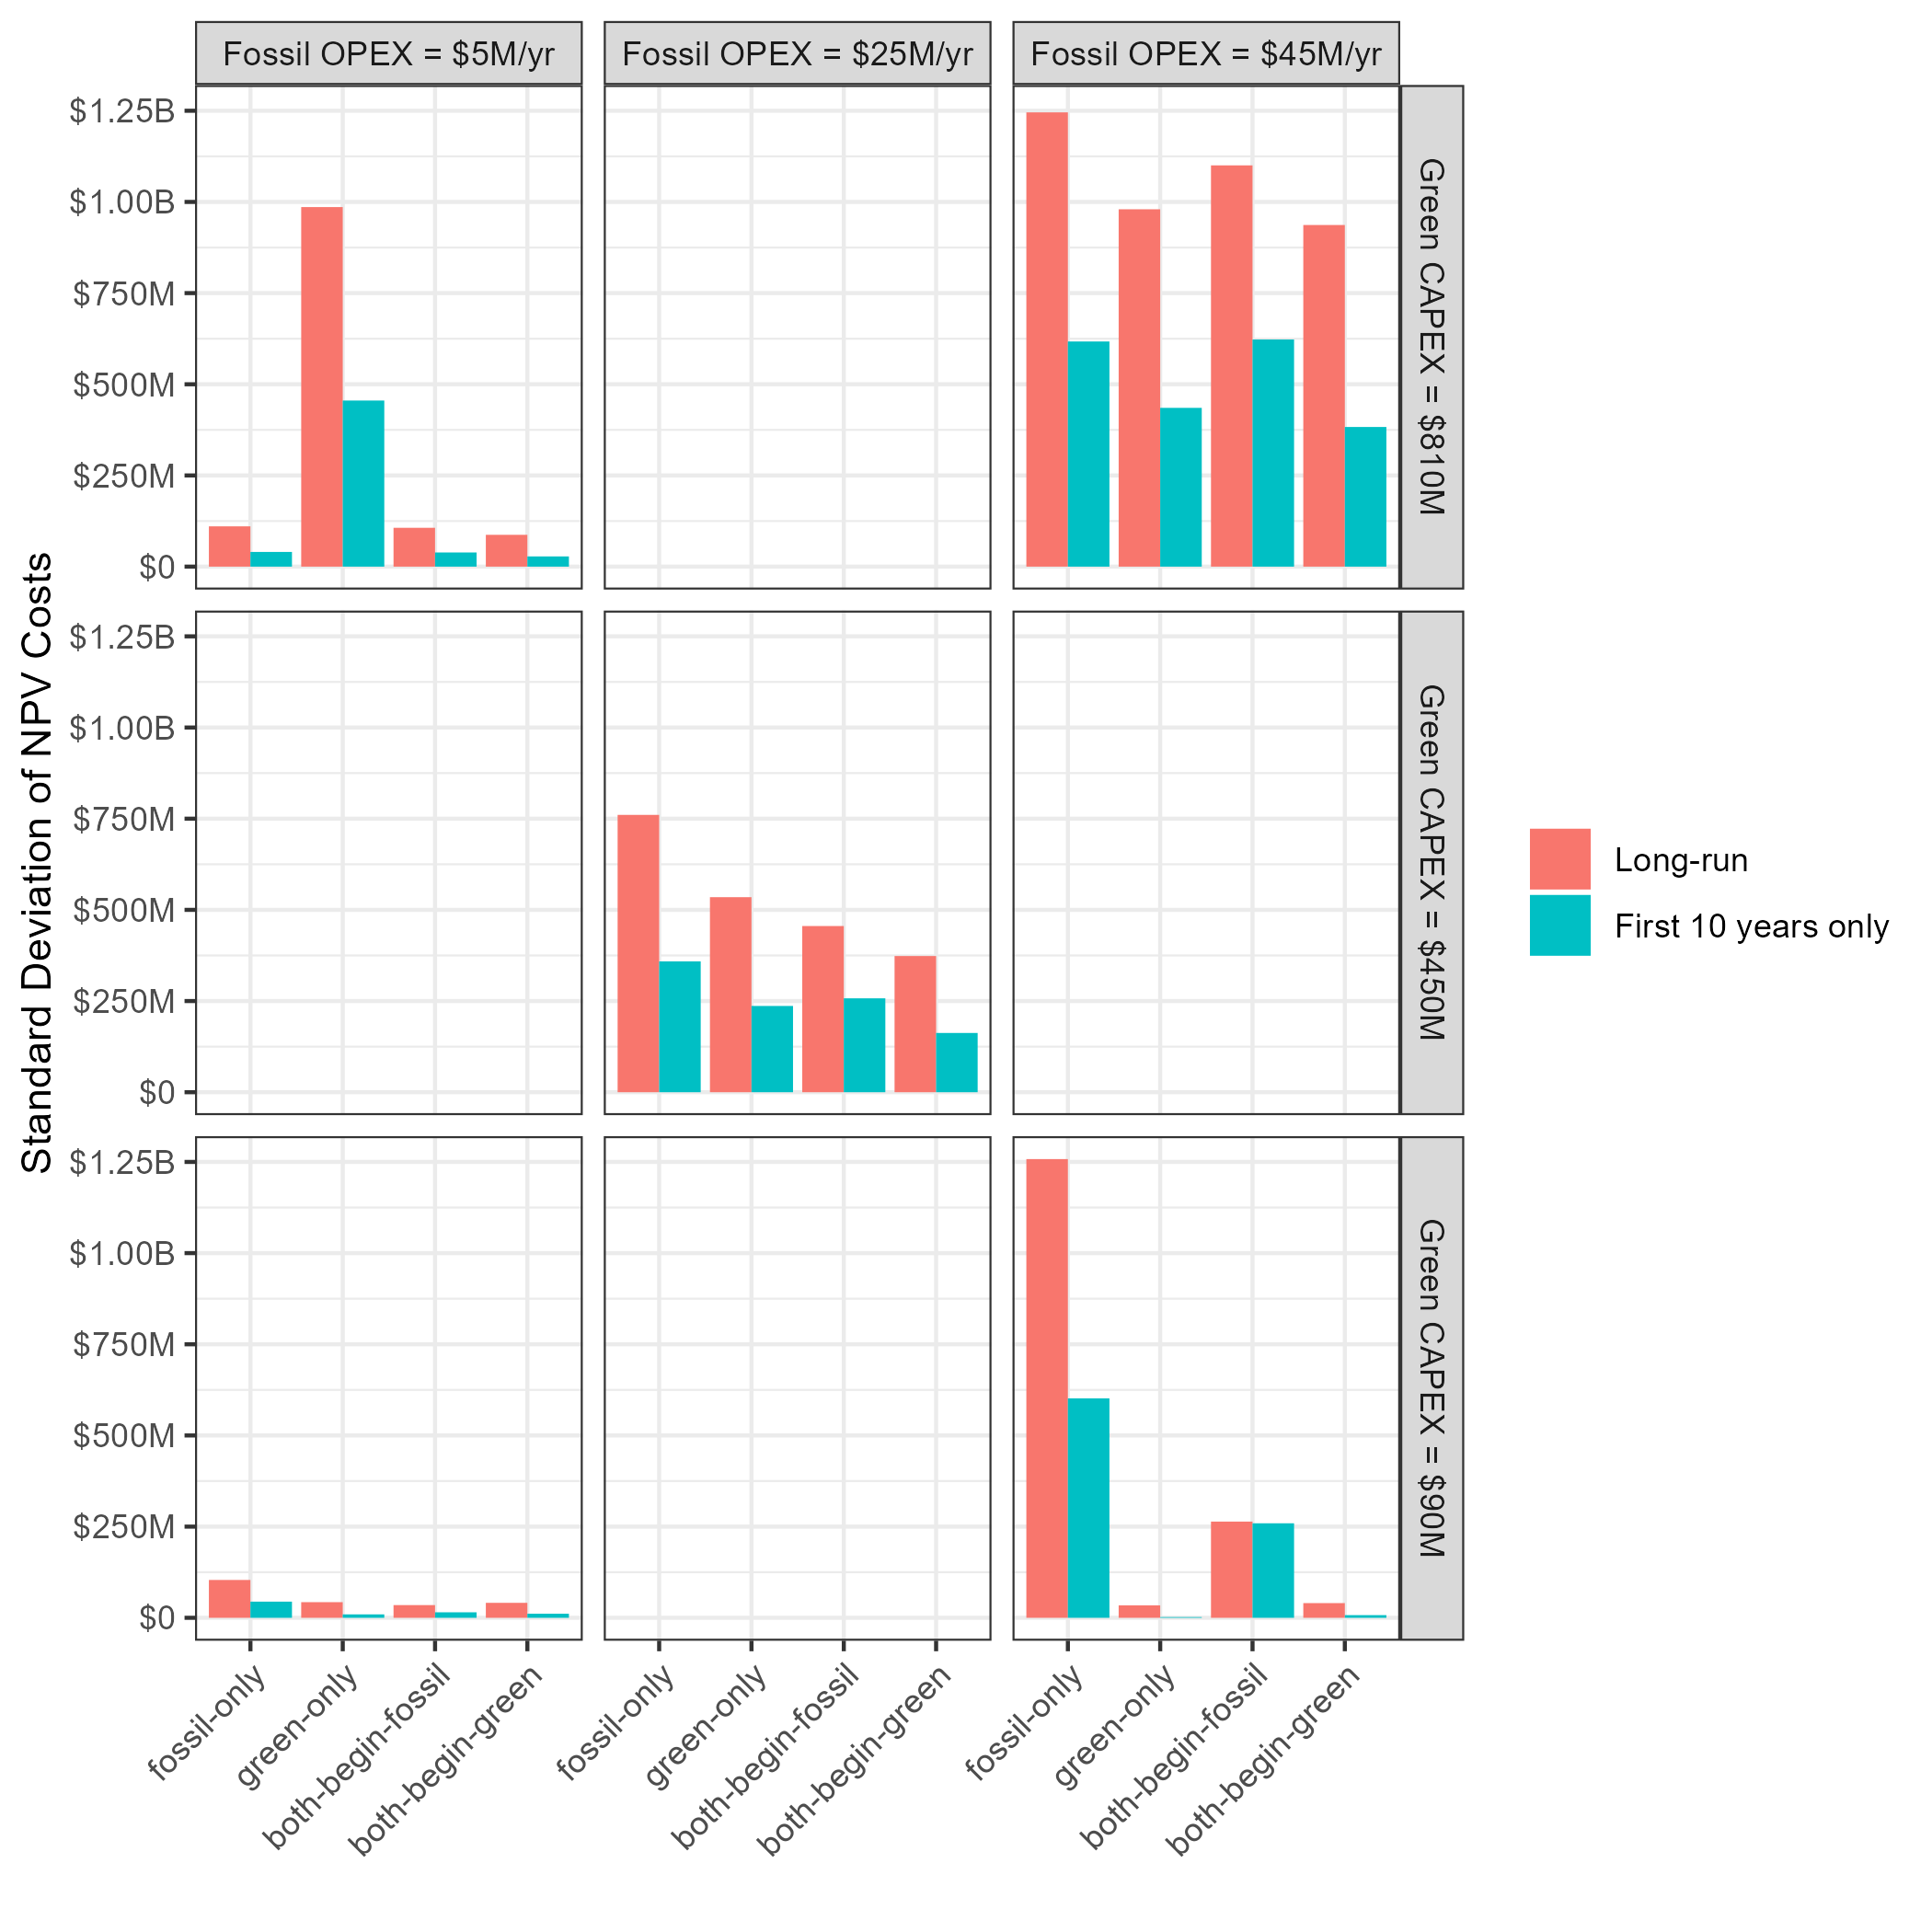 Fossil OPEX = $5M/yr
Fossil OPEX = $25M/yr
Fossil OPEX = $45M/yr
Standard Deviation of NPV Costs
$1.25B
$1.00B
$750M
$500M
$250M
$0
Green CAPEX = $810M
$1.25B
$1.00B
$750M
$500M
$250M
$0
Green CAPEX = $450M
$1.25B
$1.00B
$750M
$500M
$250M
$0
Green CAPEX = $90M
fossil-only
green-only
both-begin-fossil
both-begin-green
fossil-only
green-only
both-begin-fossil
both-begin-green
fossil-only
green-only
both-begin-fossil
both-begin-green
Long-run
First 10 years only